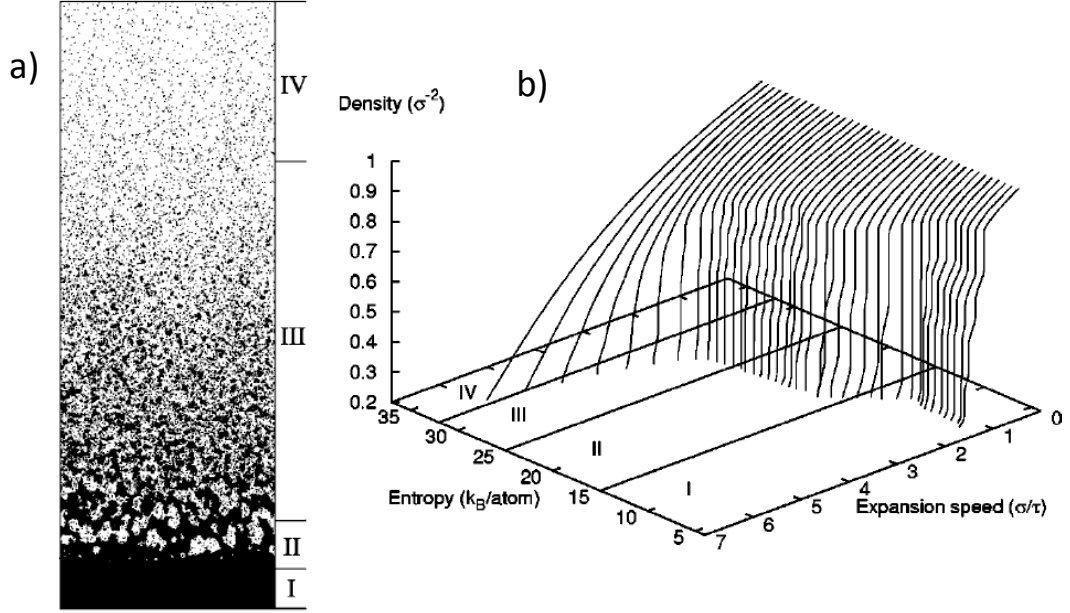 a)
IV
III
II
I
b)
Density (σ⁻²)
1
0.9
0.8
0.7
0.6
0.5
0.4
0.3
0.2
35
30
25
20
15
10
5
Entropy (k_B/atom)
IV
III
II
I
7
6
5
4
3
2
1
0
Expansion speed (σ/τ)